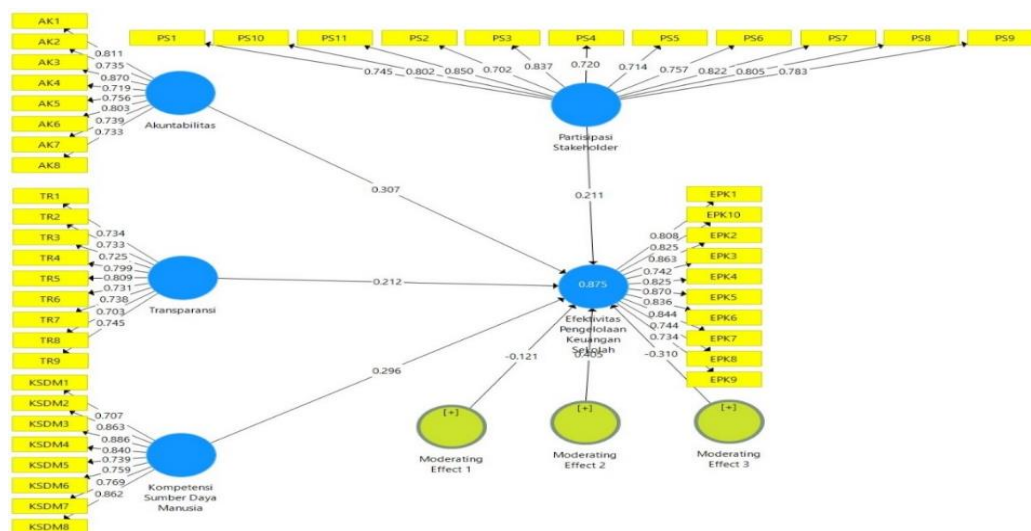 AK1
AK2
AK3
AK4
AK5
AK6
AK7
AK8
0.811
0.735
0.870
0.719
0.756
0.803
0.739
0.733
Akuntabilitas
PS1
PS10
PS11
PS2
PS3
PS4
PS5
PS6
PS7
PS8
PS9
0.745
0.802
0.850
0.702
0.837
0.720
0.714
0.757
0.822
0.805
0.783
Partisipasi
Stakeholder
0.307
0.211
TR1
TR2
TR3
TR4
TR5
TR6
TR7
TR8
TR9
0.734
0.733
0.725
0.799
0.809
0.731
0.738
0.703
0.745
Transparansi
0.212
0.875
Efektivitas
Pengelolaan
Keuangan
Sekolah
EPK1
EPK10
EPK2
EPK3
EPK4
EPK5
EPK6
EPK7
EPK8
EPK9
0.808
0.825
0.863
0.742
0.825
0.870
0.836
0.844
0.744
0.734
KSDM1
KSDM2
KSDM3
KSDM4
KSDM5
KSDM6
KSDM7
KSDM8
0.707
0.863
0.886
0.840
0.739
0.759
0.769
0.862
Kompetensi
Sumber Daya
Manusia
0.296
-0.121
0.405
-0.310
[+]
Moderating
Effect 1
[+]
Moderating
Effect 2
[+]
Moderating
Effect 3